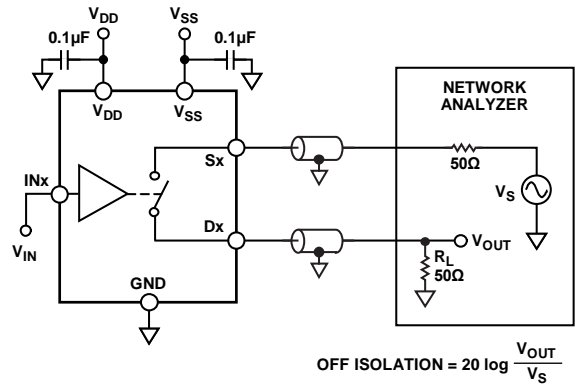 VDD
VSS
0.1µF
0.1µF
VDD
VSS
NETWORK
ANALYZER
Sx
50Ω
INx
VS
Dx
VOUT
VIN
RL
50Ω
GND
OFF ISOLATION = 20 log VOUT
VS